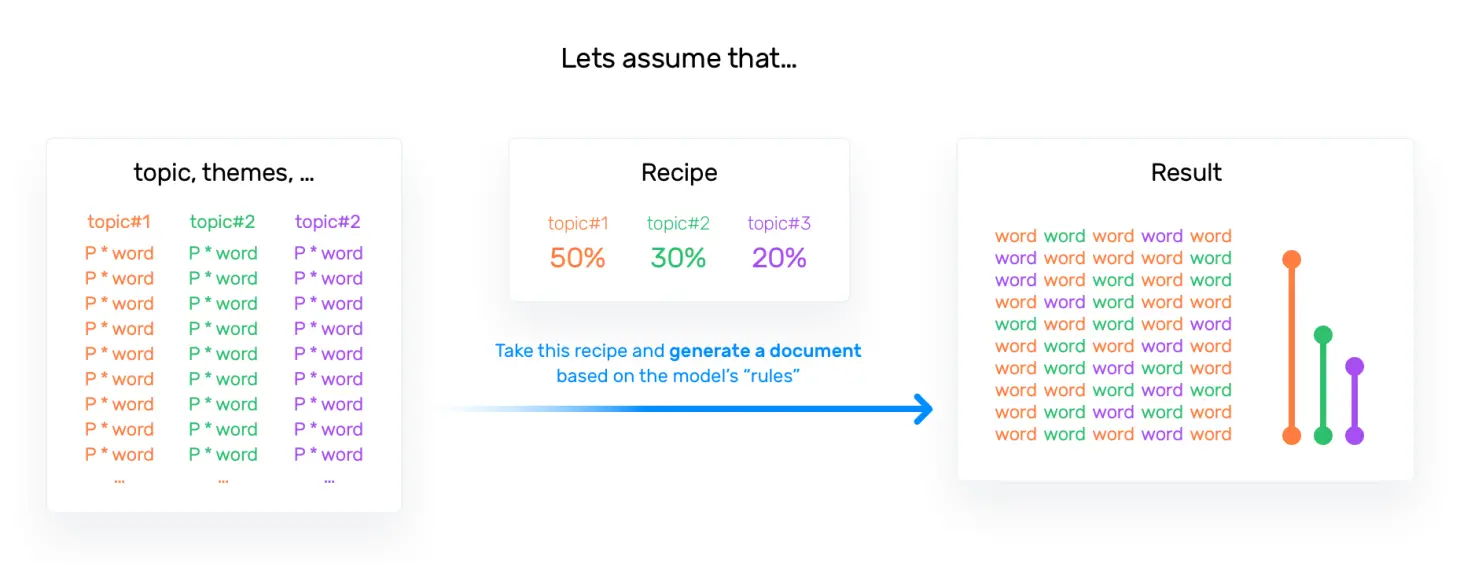 Lets assume that...
topic, themes, ...
topic#1 topic#2 topic#2
P * word P * word P * word
P * word P * word P * word
P * word P * word P * word
P * word P * word P * word
P * word P * word P * word
P * word P * word P * word
P * word P * word P * word
P * word P * word P * word
P * word P * word P * word
... ... ...
Recipe
topic#1 topic#2 topic#3
50% 30% 20%
Take this recipe and generate a document
based on the model's “rules”
Result
word word word word word
word word word word word
word word word word word
word word word word word
word word word word word
word word word word word
word word word word word
word word word word word
word word word word word
word word word word word